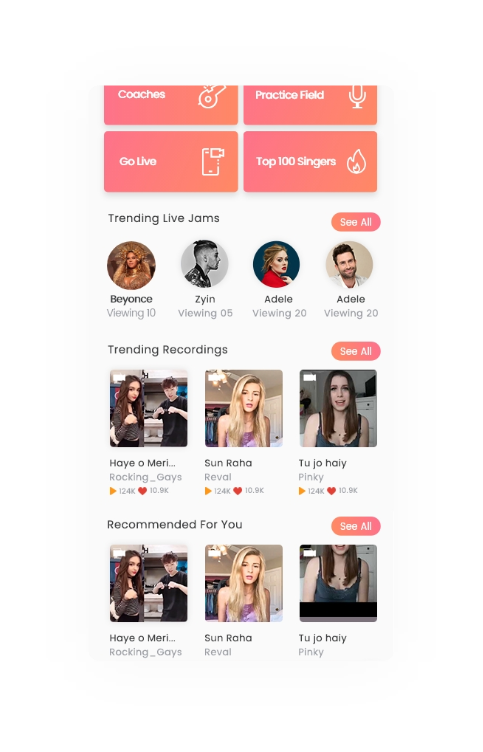 Coaches
Practice Field
Go Live
Top 100 Singers
Trending Live Jams
See All
Beyonce
Zyin
Adele
Adele
Viewing 10
Viewing 05
Viewing 20
Viewing 20
Trending Recordings
See All
Haye o Meri...
Sun Raha
Tu jo haiy
Rocking_Gays
Reval
Pinky
124K 10.9K
124K 10.9K
124K 10.9K
Recommended For You
See All
Haye o Meri...
Sun Raha
Tu jo haiy
Rocking_Gays
Reval
Pinky